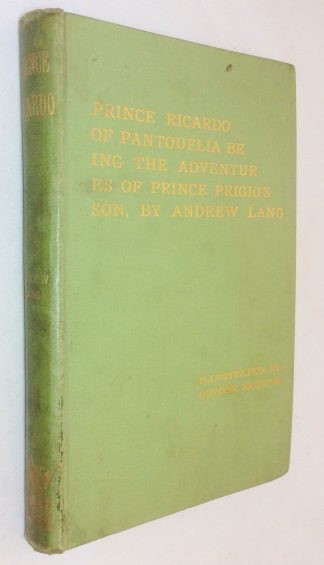 PRINCE RICARDO
OF PANTOUFLIA BE
ING THE ADVENTUR
ES OF PRINCE PRIGIO'S
SON, BY ANDREW LANG
ILLUSTRATED BY
GORDON BROWNE